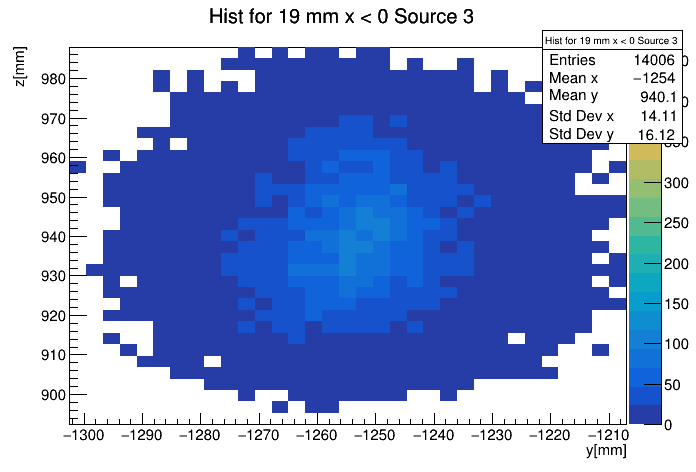 Hist for 19 mm x < 0 Source 3
z[mm]
Hist for 19 mm x < 0 Source 3
Entries 14006
Mean x −1254
Mean y 940.1
Std Dev x 14.11
Std Dev y 16.12
980
970
960
950
940
930
920
910
900
300
250
200
150
100
50
0
−1300 −1290 −1280 −1270 −1260 −1250 −1240 −1230 −1220 −1210
y[mm]